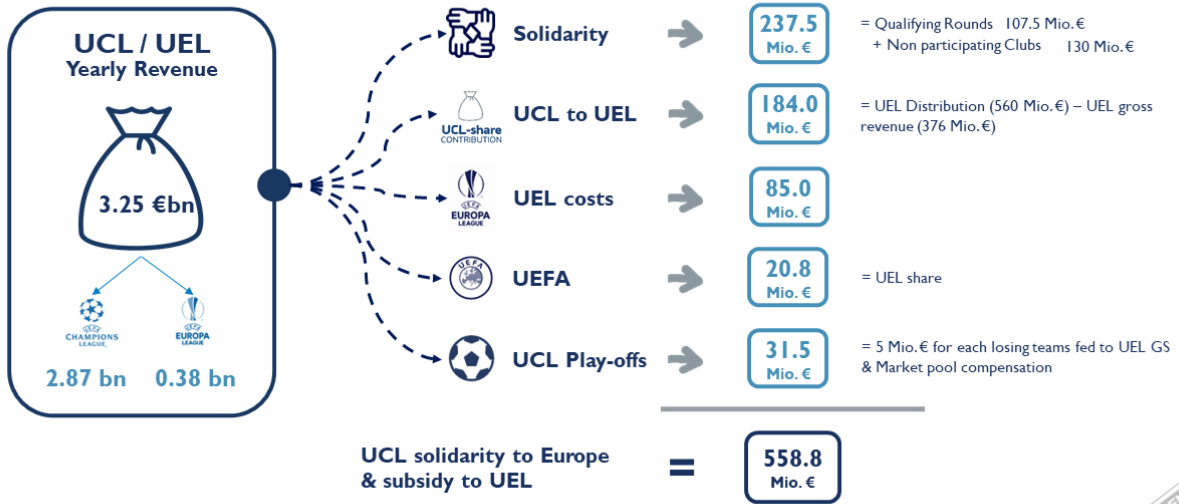 UCL / UEL
Yearly Revenue
3.25 €bn
UEFA
CHAMPIONS
LEAGUE
UEFA
EUROPA
LEAGUE
2.87 bn
0.38 bn
Solidarity
237.5
Mio. €
= Qualifying Rounds 107.5 Mio. €
+ Non participating Clubs 130 Mio. €
UCL-share
CONTRIBUTION
UCL to UEL
184.0
Mio. €
= UEL Distribution (560 Mio. €) – UEL gross
revenue (376 Mio. €)
UEFA
EUROPA
LEAGUE
UEL costs
85.0
Mio. €
UEFA
UEFA
20.8
Mio. €
= UEL share
UCL Play-offs
31.5
Mio. €
= 5 Mio. € for each losing teams fed to UEL GS
& Market pool compensation
UCL solidarity to Europe
& subsidy to UEL
=
558.8
Mio. €